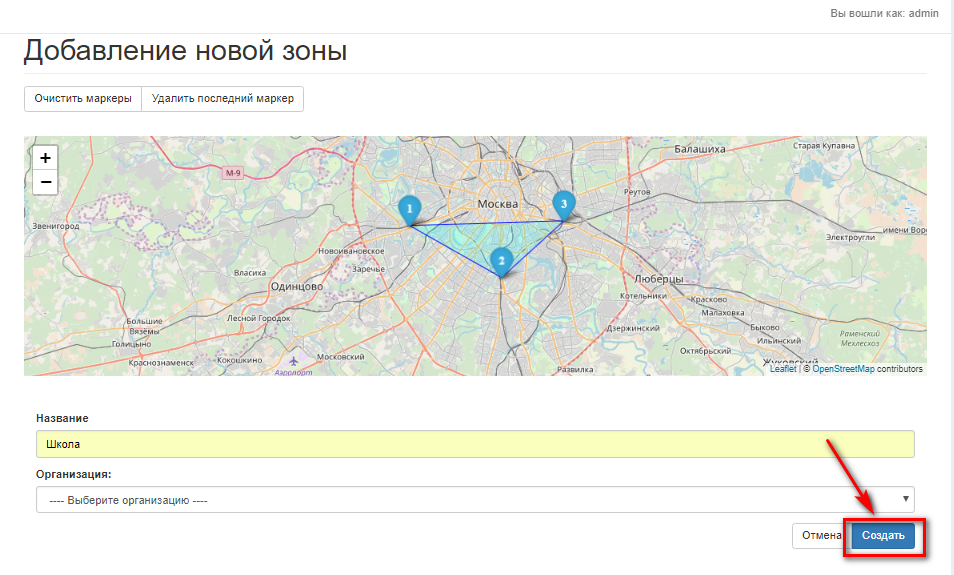 Вы вошли как: admin
Добавление новой зоны
Очистить маркеры
Удалить последний маркер
+
−
Балашиха
Старая Купавна
М-9
Реутов
1
Москва
3
Звенигород
имени Воро
Электроугли
Новоивановское
2
Заречье
Власиха
Одинцово
Люберцы
Котельники
Красково
Малаховка
Лесной Городок
Большие
Вязёмы
Дзержинский
Быково
Раменский
Мехлесхоз
Голицыно
Ильинский
Краснознаменск
Кокошкино
Московский
Октябрьский
Жуковский
Аэропорт
Развилка
Leaflet | © OpenStreetMap contributors
Название
Школа
Организация:
---- Выберите организацию ----
Отмена
Создать